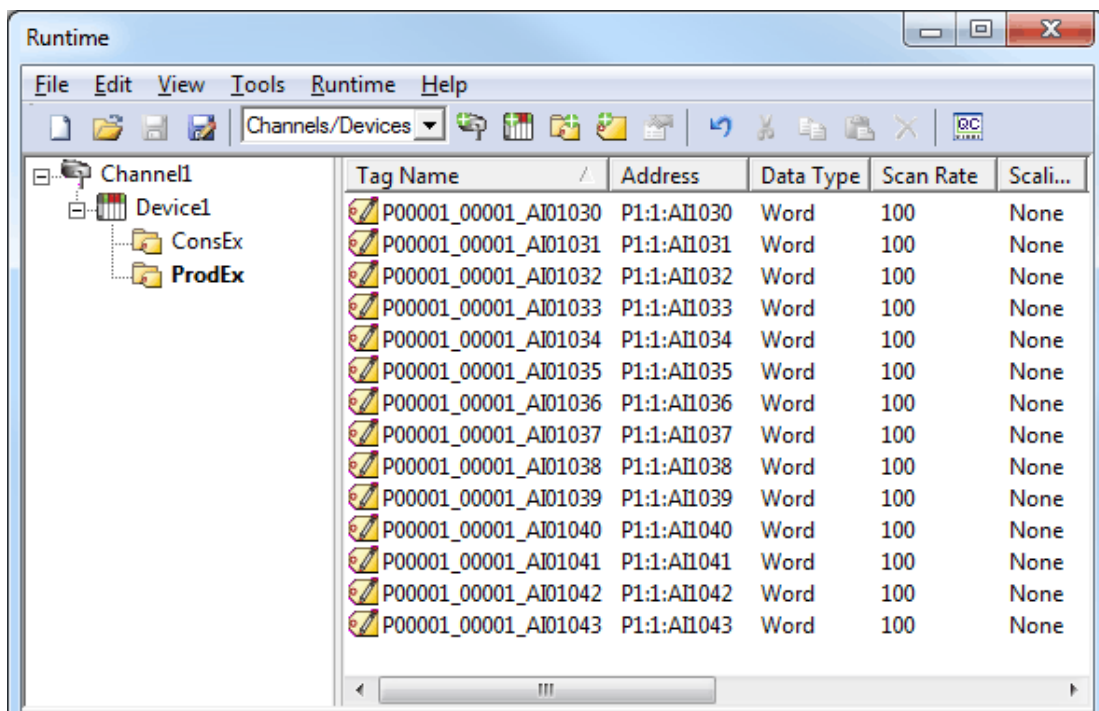 Runtime
File Edit View Tools Runtime Help
Channels/Devices QC
Channel1
Device1
ConsEx
ProdEx
Tag Name Address Data Type Scan Rate Scali...
P00001_00001_AI01030 P1:1:AI1030 Word 100 None
P00001_00001_AI01031 P1:1:AI1031 Word 100 None
P00001_00001_AI01032 P1:1:AI1032 Word 100 None
P00001_00001_AI01033 P1:1:AI1033 Word 100 None
P00001_00001_AI01034 P1:1:AI1034 Word 100 None
P00001_00001_AI01035 P1:1:AI1035 Word 100 None
P00001_00001_AI01036 P1:1:AI1036 Word 100 None
P00001_00001_AI01037 P1:1:AI1037 Word 100 None
P00001_00001_AI01038 P1:1:AI1038 Word 100 None
P00001_00001_AI01039 P1:1:AI1039 Word 100 None
P00001_00001_AI01040 P1:1:AI1040 Word 100 None
P00001_00001_AI01041 P1:1:AI1041 Word 100 None
P00001_00001_AI01042 P1:1:AI1042 Word 100 None
P00001_00001_AI01043 P1:1:AI1043 Word 100 None